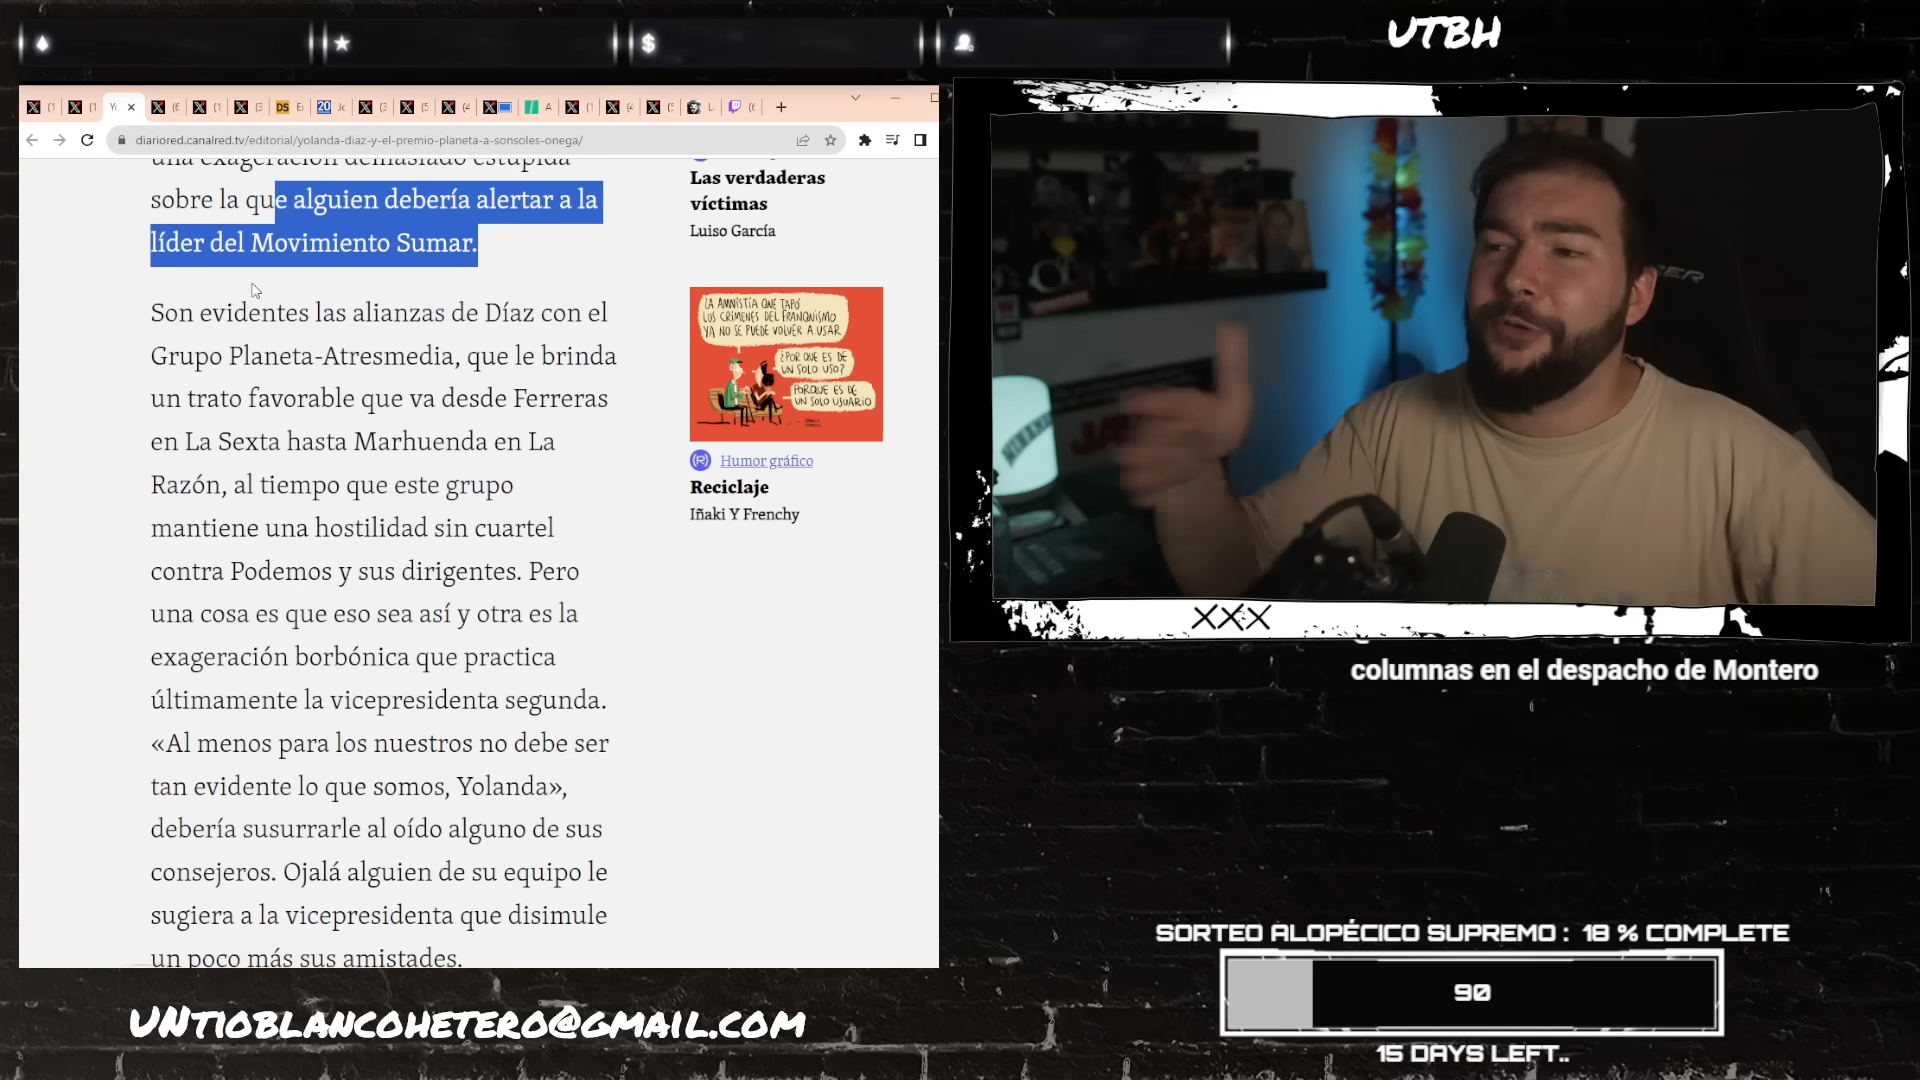 UTBH
diariored.canalred.tv/editorial/yolanda-diaz-y-el-premio-planeta-a-sonsoles-onega/
una exageración demasiado estúpida
sobre la que alguien debería alertar a la
líder del Movimiento Sumar.
Son evidentes las alianzas de Díaz con el
Grupo Planeta-Atresmedia, que le brinda
un trato favorable que va desde Ferreras
en La Sexta hasta Marhuenda en La
Razón, al tiempo que este grupo
mantiene una hostilidad sin cuartel
contra Podemos y sus dirigentes. Pero
una cosa es que eso sea así y otra es la
exageración borbónica que practica
últimamente la vicepresidenta segunda.
«Al menos para los nuestros no debe ser
tan evidente lo que somos, Yolanda»,
debería susurrarle al oído alguno de sus
consejeros. Ojalá alguien de su equipo le
sugiera a la vicepresidenta que disimule
un poco más sus amistades.
Las verdaderas
víctimas
Luiso García
LA AMNISTÍA QUE TAPÓ
LOS CRÍMENES DEL FRANQUISMO
YA NO SE PUEDE VOLVER A USAR
¿POR QUE ES DE
UN SOLO USO?
PORQUE ES DE
UN SOLO USUARIO
Humor gráfico
Reciclaje
Iñaki Y Frenchy
XXX
columnas en el despacho de Montero
SORTEO ALOPÉCICO SUPREMO : 18 % COMPLETE
90
15 DAYS LEFT..
UNTIOBLANCOHETERO@GMAIL.COM